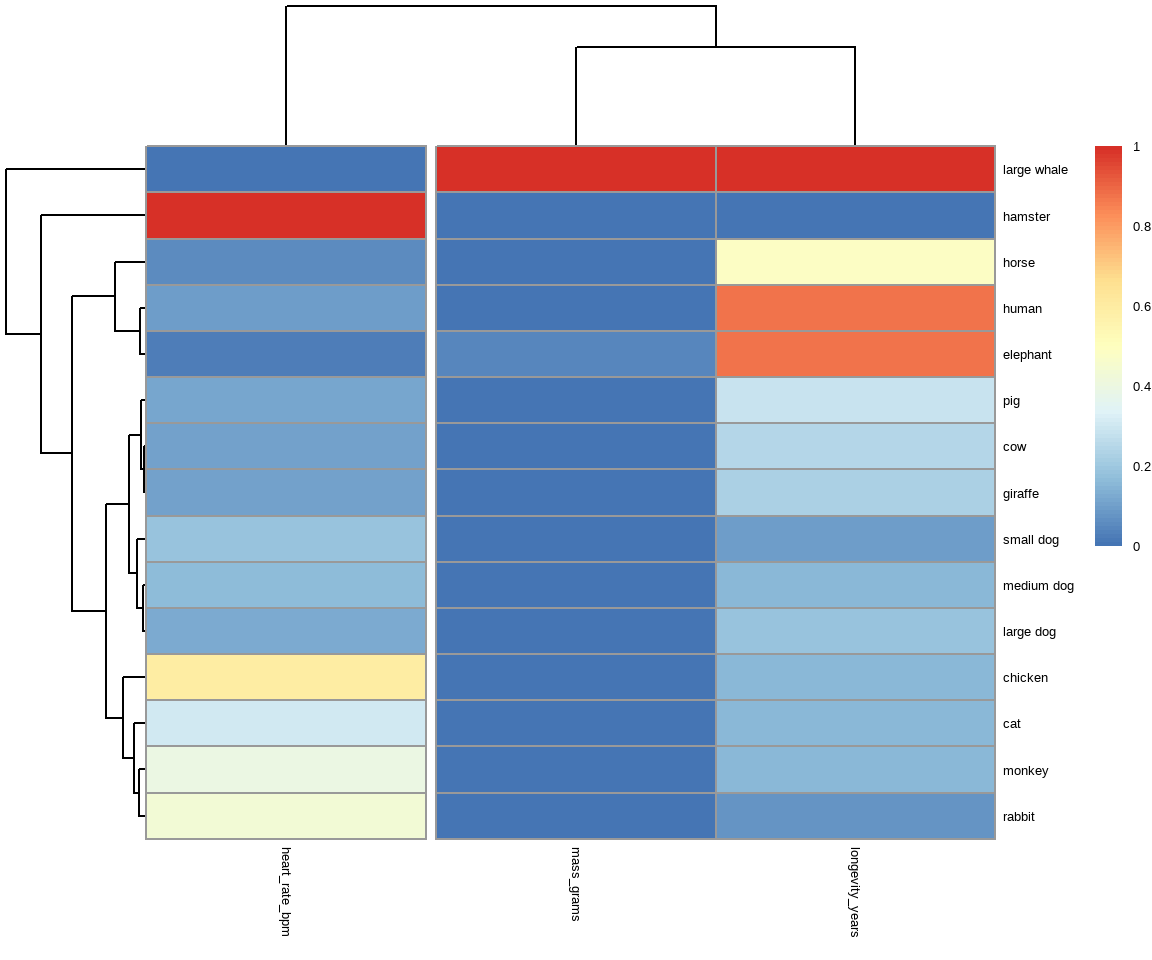 large whale
hamster
horse
human
elephant
pig
cow
giraffe
small dog
medium dog
large dog
chicken
cat
monkey
rabbit
1
0.8
0.6
0.4
0.2
0
heart_rate_bpm
mass_grams
longevity_years